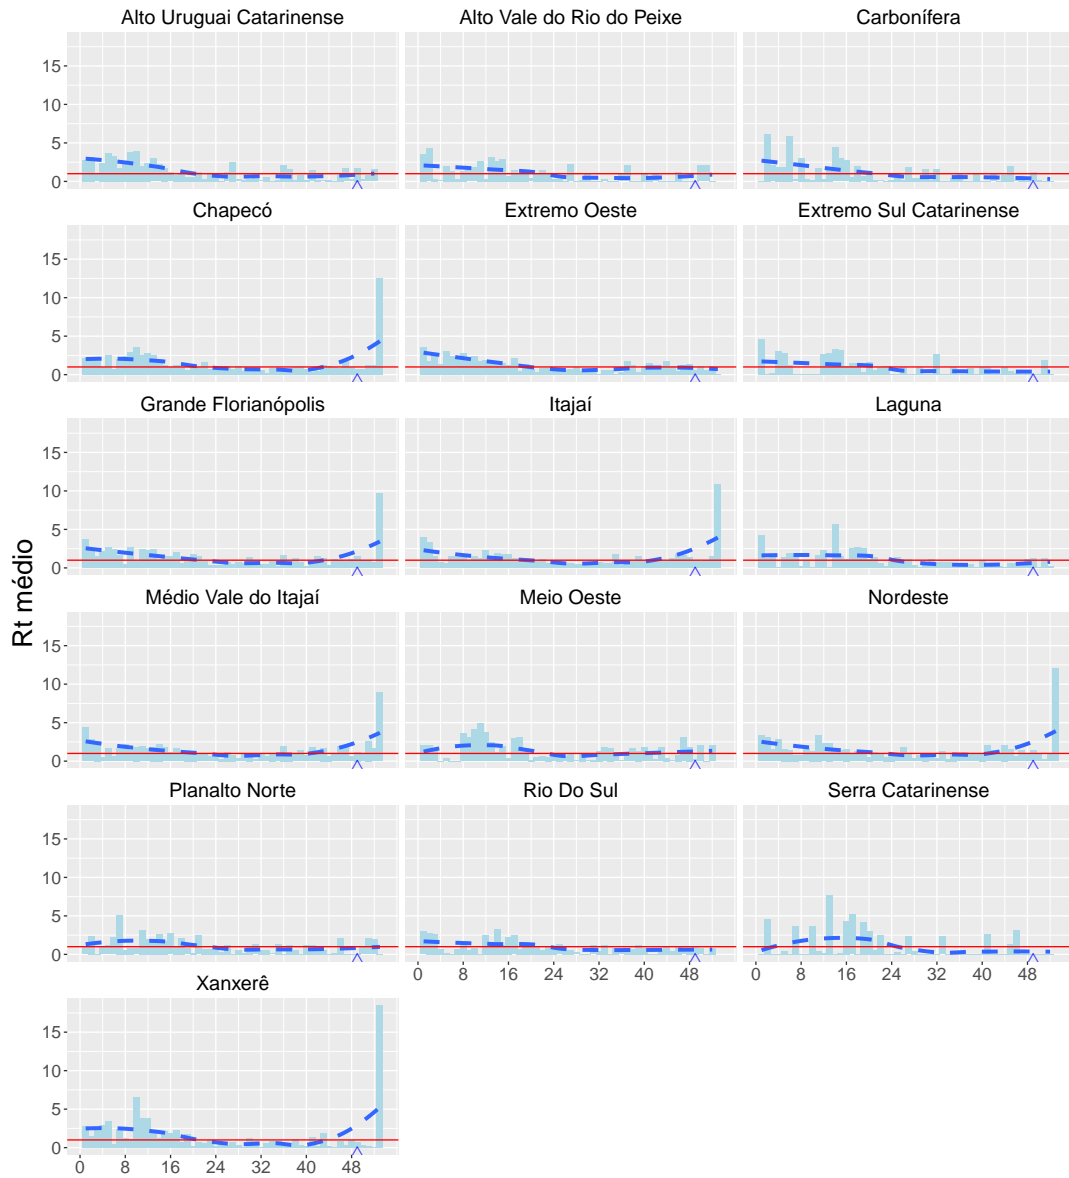 Alto Uruguai Catarinense Alto Vale do Rio do Peixe Carbonífera
15
10
5
0
Chapecó Extremo Oeste Extremo Sul Catarinense
15
10
5
0
Grande Florianópolis Itajaí Laguna
15
10
5
0
Rt médio
Médio Vale do Itajaí Meio Oeste Nordeste
15
10
5
0
Planalto Norte Rio Do Sul Serra Catarinense
15
10
5
0
0 8 16 24 32 40 48 0 8 16 24 32 40 48
Xanxerê
15
10
5
0
0 8 16 24 32 40 48